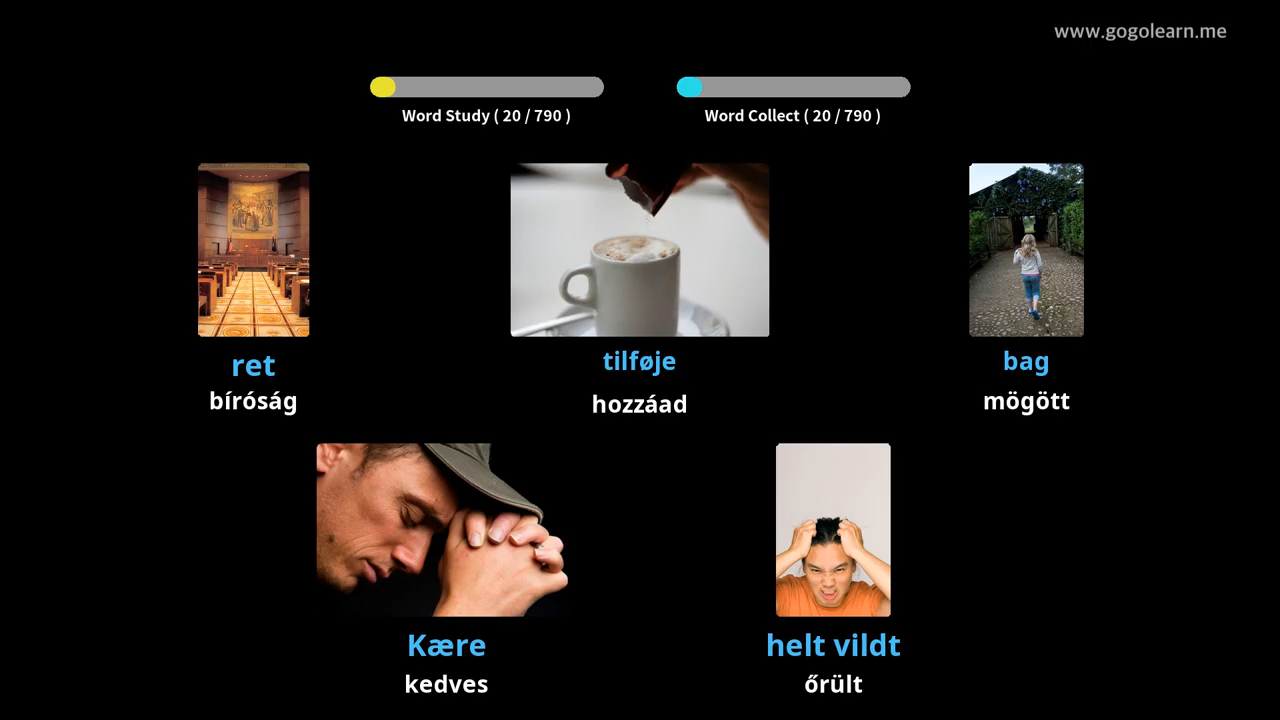 www.gogolearn.me
Word Study ( 20 / 790 )
Word Collect ( 20 / 790 )
ret
bíróság
tilføje
hozzáad
bag
mögött
Kære
kedves
helt vildt
őrült